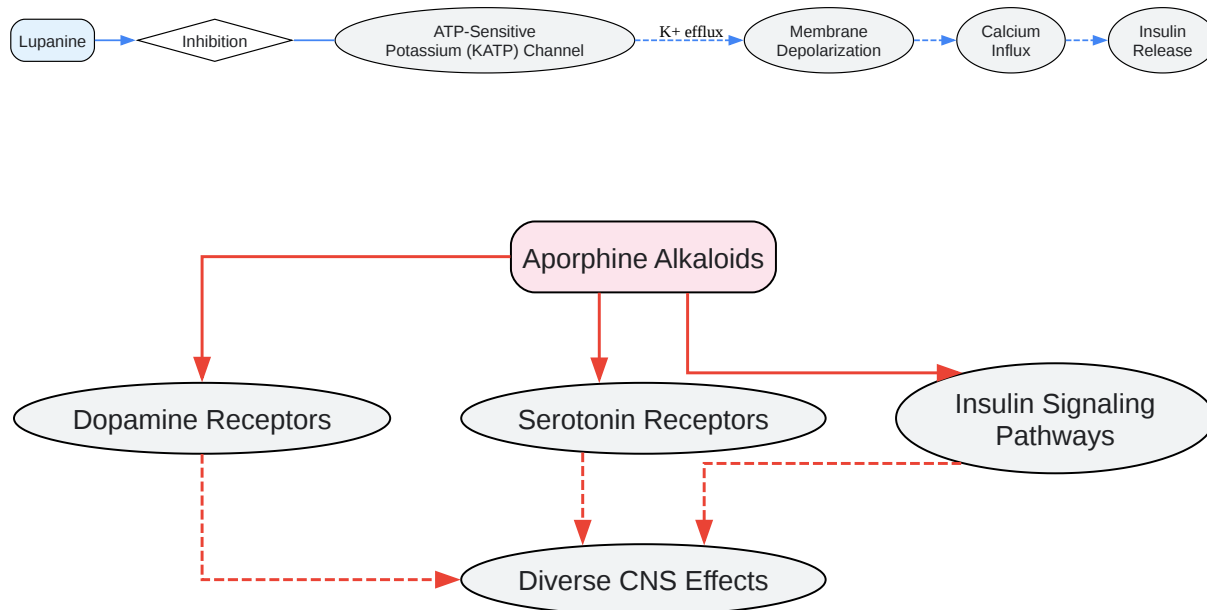 Lupanine
Inhibition
ATP-Sensitive
Potassium (KATP) Channel
K+ efflux
Membrane
Depolarization
Calcium
Influx
Insulin
Release
Aporphine Alkaloids
Dopamine Receptors
Serotonin Receptors
Insulin Signaling
Pathways
Diverse CNS Effects